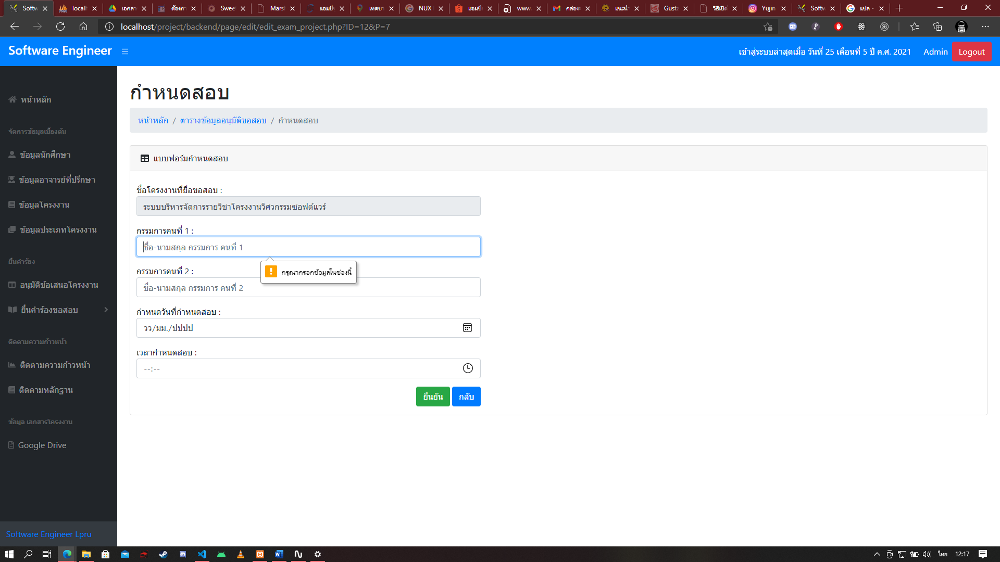 Softw
localh
เอกสา
ต้องกา
Swee
Marsl
แอมป์
เทศบา
NUX
แอมป์
www.
กล่องจ
แนะนำ
Gusta
วิธีเปิด
Yujin
Softw
แปล -
localhost/project/backend/page/edit/edit_exam_project.php?ID=12&P=7
Software Engineer
เข้าสู่ระบบล่าสุดเมื่อ วันที่ 25 เดือนที่ 5 ปี ค.ศ. 2021
Admin
Logout
หน้าหลัก
จัดการข้อมูลเบื้องต้น
ข้อมูลนักศึกษา
ข้อมูลอาจารย์ที่ปรึกษา
ข้อมูลโครงงาน
ข้อมูลประเภทโครงงาน
ยื่นคำร้อง
อนุมัติข้อเสนอโครงงาน
ยื่นคำร้องขอสอบ
ติดตามความก้าวหน้า
ติดตามความก้าวหน้า
ติดตามหลักฐาน
ข้อมูล เอกสารโครงงาน
Google Drive
Software Engineer Lpru
กำหนดสอบ
หน้าหลัก / ตารางข้อมูลอนุมัติขอสอบ / กำหนดสอบ
แบบฟอร์มกำหนดสอบ
ชื่อโครงงานที่ยื่อขอสอบ :
ระบบบริหารจัดการรายวิชาโครงงานวิศวกรรมซอฟต์แวร์
กรรมการคนที่ 1 :
ชื่อ-นามสกุล กรรมการ คนที่ 1
กรุณากรอกข้อมูลในช่องนี้
กรรมการคนที่ 2 :
ชื่อ-นามสกุล กรรมการ คนที่ 2
กำหนดวันที่กำหนดสอบ :
วว/มม./ปปปป
เวลากำหนดสอบ :
--:--
ยืนยัน
กลับ
ไทย
12:17